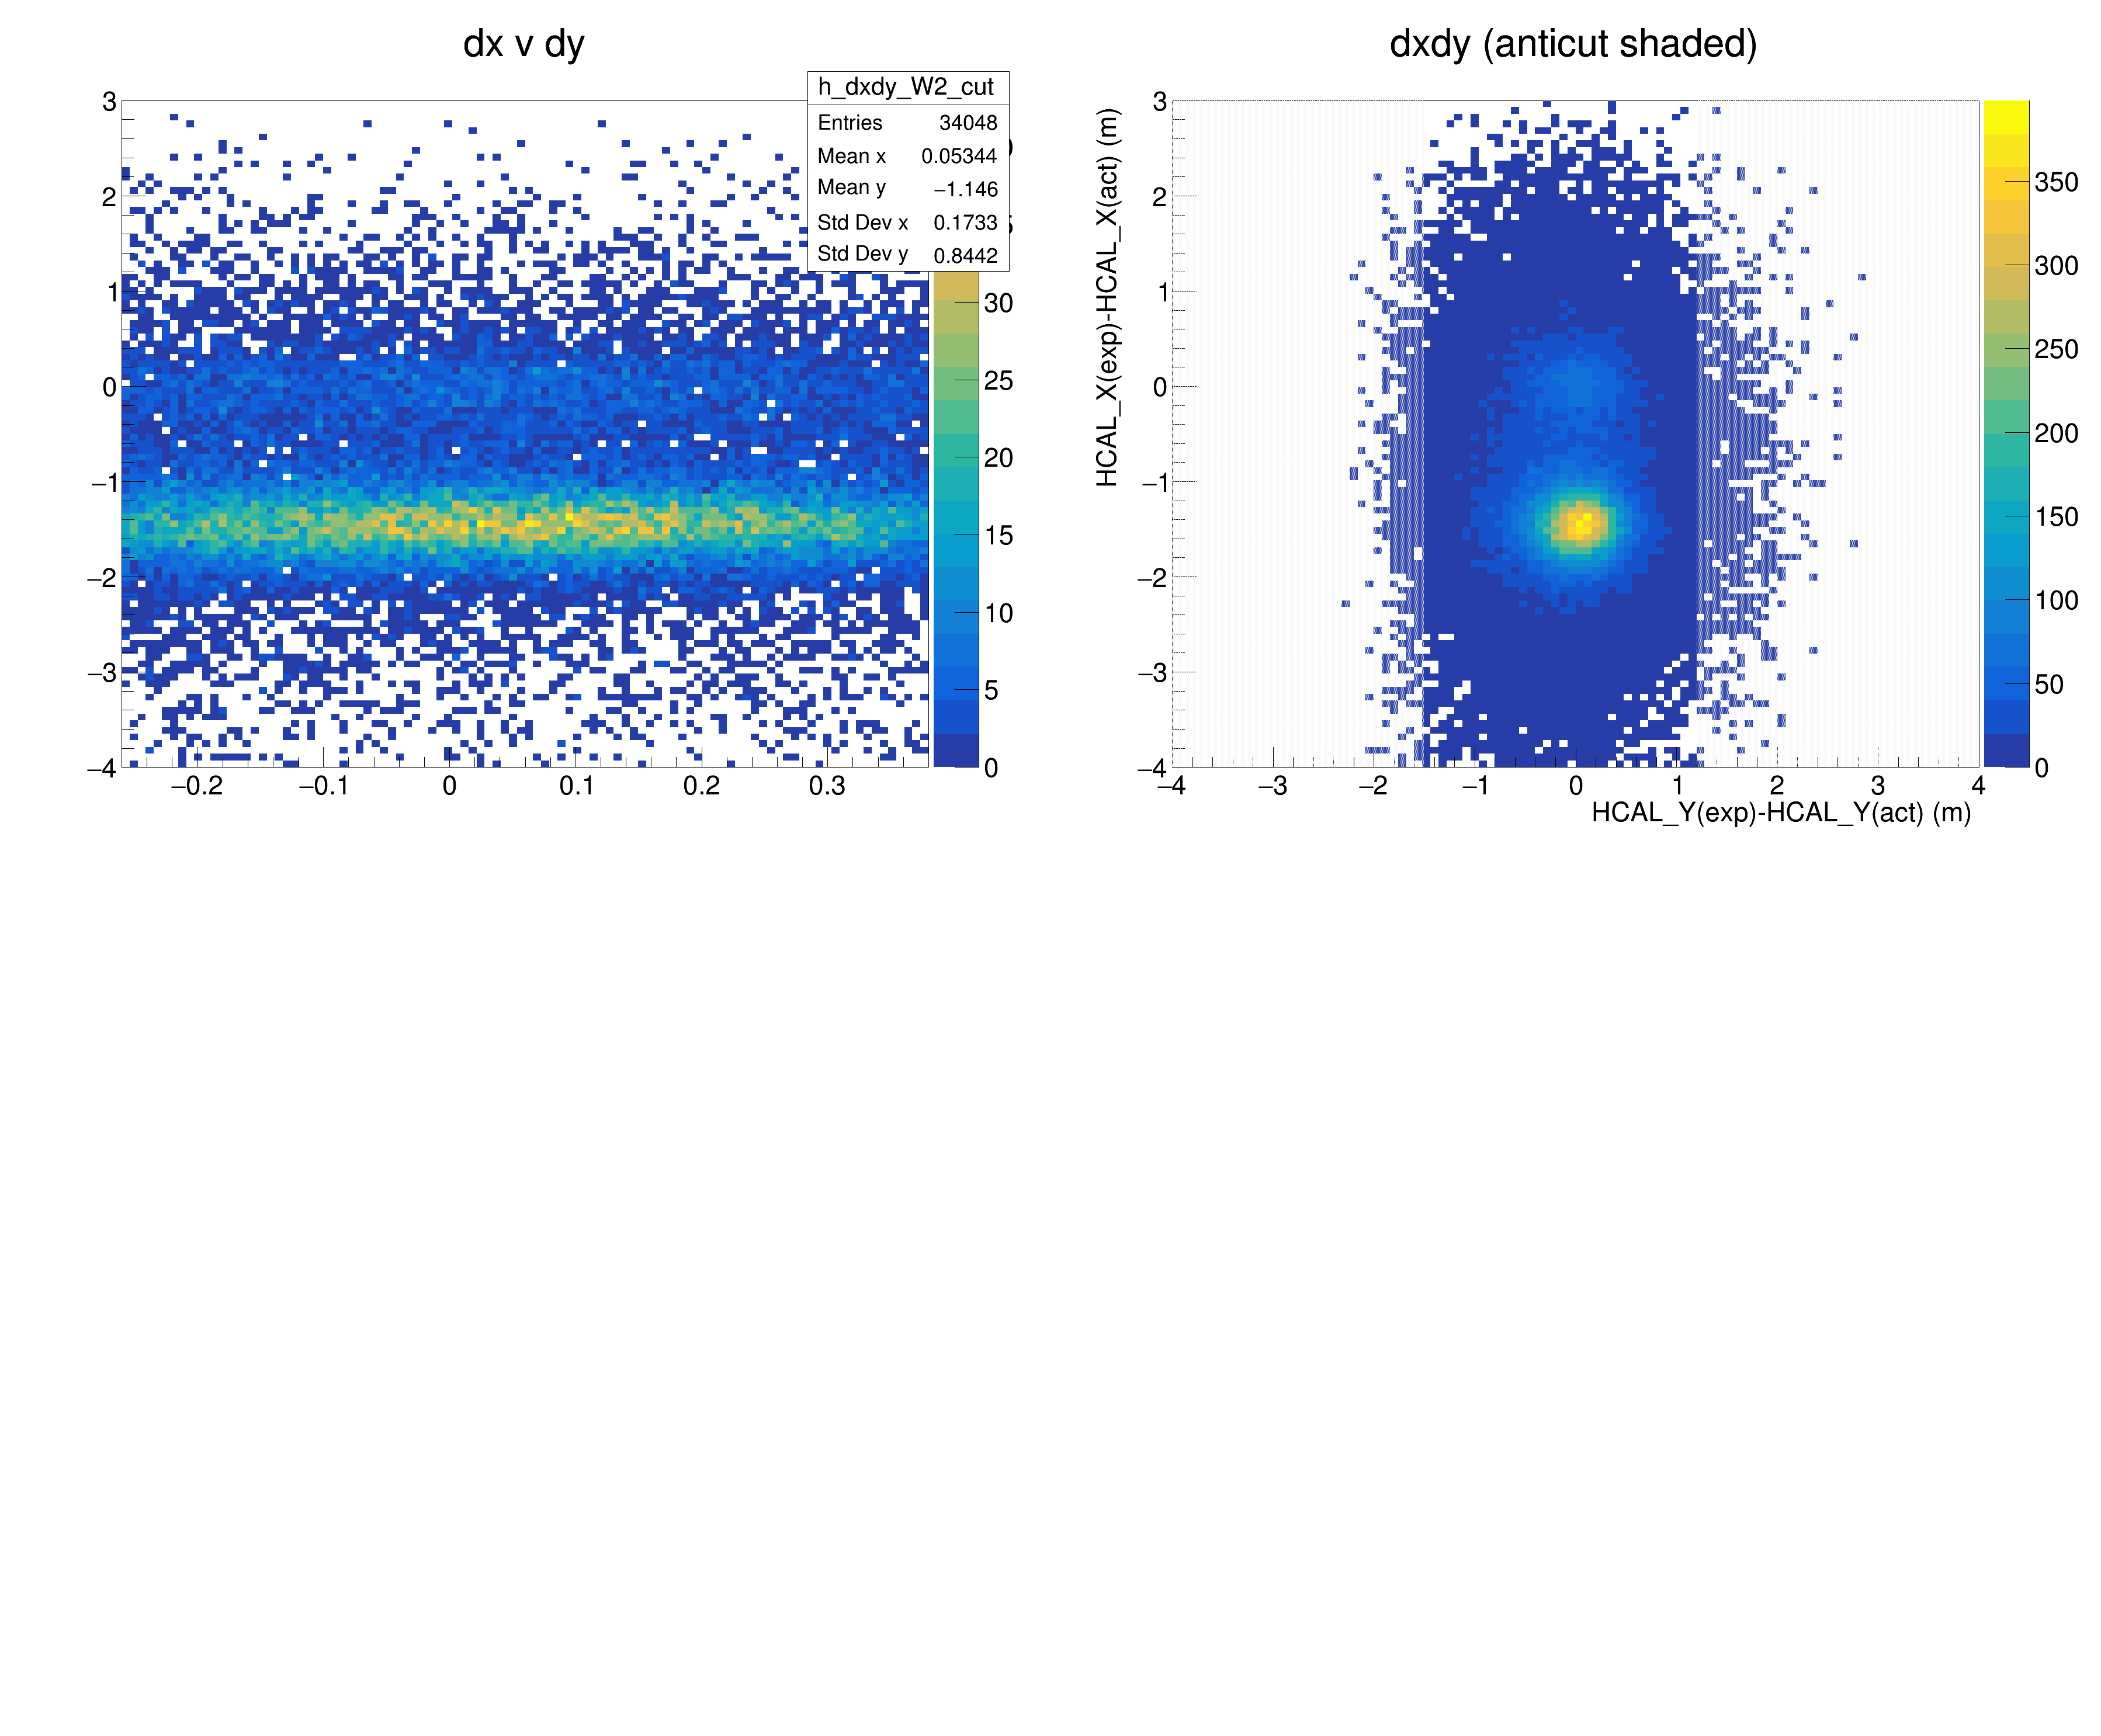 dx v dy
h_dxdy_W2_cut
Entries 34048
Mean x 0.05344
Mean y −1.146
Std Dev x 0.1733
Std Dev y 0.8442
3
2
1
0
−1
−2
−3
−4
−0.2 −0.1 0 0.1 0.2 0.3
30
25
20
15
10
5
0
dxdy (anticut shaded)
HCAL_X(exp)-HCAL_X(act) (m)
3
2
1
0
−1
−2
−3
−4
−4 −3 −2 −1 0 1 2 3 4
HCAL_Y(exp)-HCAL_Y(act) (m)
350
300
250
200
150
100
50
0